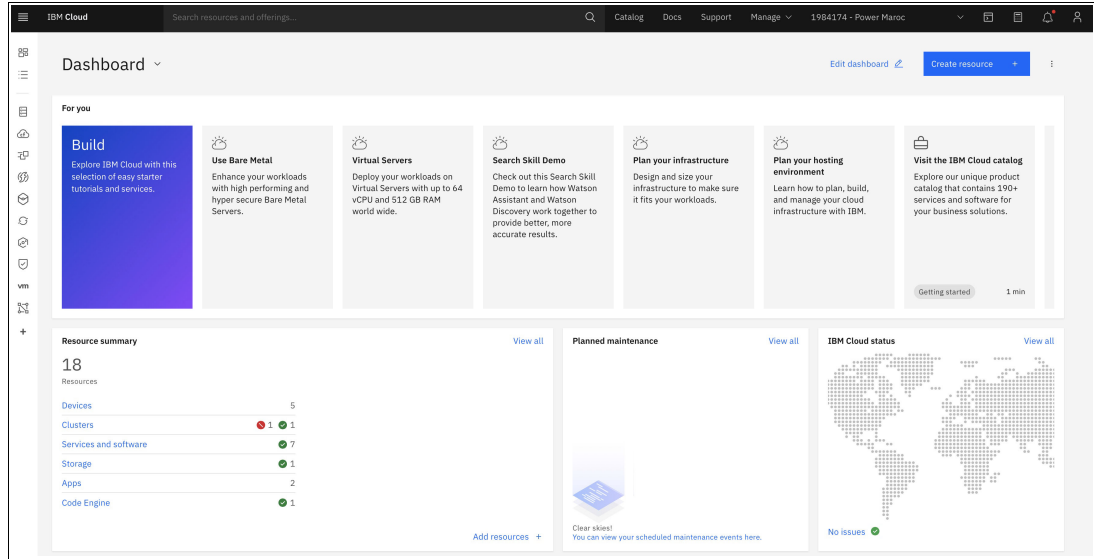 IBM Cloud
Search resources and offerings...
Catalog
Docs
Support
Manage
1984174 - Power Maroc
Dashboard
Edit dashboard
Create resource +
For you
Build
Explore IBM Cloud with this
selection of easy starter
tutorials and services.
Use Bare Metal
Enhance your workloads
with high performing and
hyper secure Bare Metal
Servers.
Virtual Servers
Deploy your workloads on
Virtual Servers with up to 64
vCPU and 512 GB RAM
world wide.
Search Skill Demo
Check out this Search Skill
Demo to learn how Watson
Assistant and Watson
Discovery work together to
provide better, more
accurate results.
Plan your infrastructure
Design and size your
infrastructure to make sure
it fits your workloads.
Plan your hosting
environment
Learn how to plan, build,
and manage your cloud
infrastructure with IBM.
Visit the IBM Cloud catalog
Explore our unique product
catalog that contains 190+
services and software for
your business solutions.
Getting started 1 min
vm
Resource summary View all
18
Resources
Devices 5
Clusters 1 1
Services and software 7
Storage 1
Apps 2
Code Engine 1
Add resources +
Planned maintenance View all
Clear skies!
You can view your scheduled maintenance events here.
IBM Cloud status View all
No issues